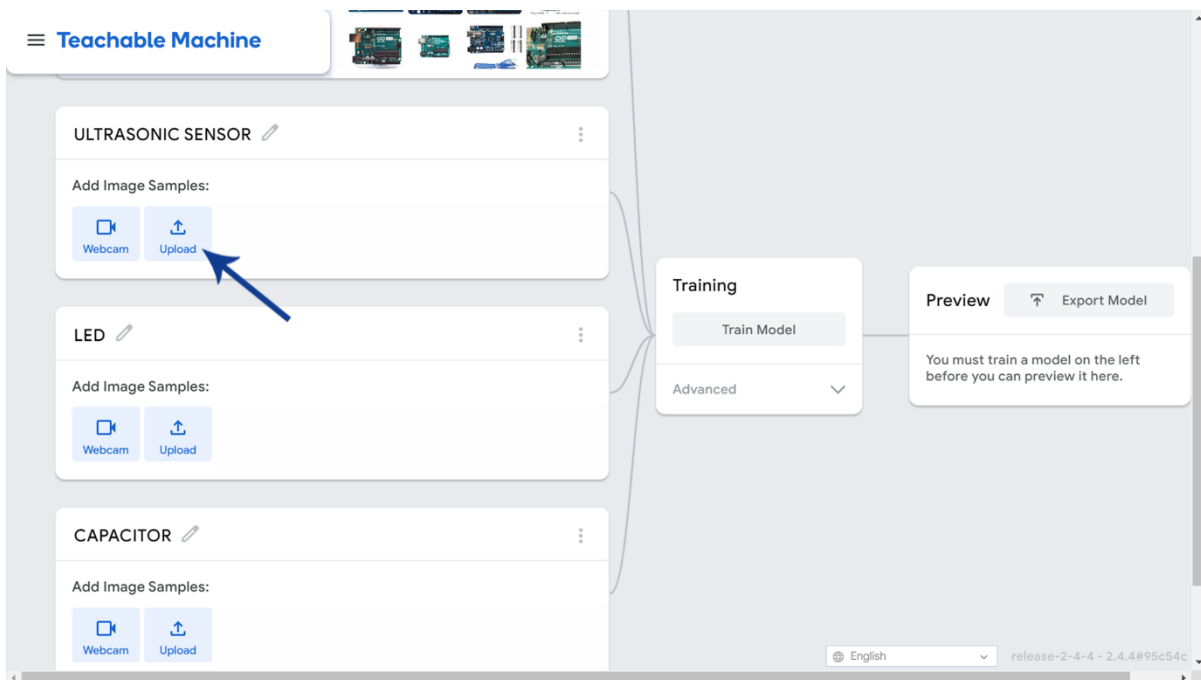 Teachable Machine
ULTRASONIC SENSOR
Add Image Samples:
Webcam
Upload
LED
Add Image Samples:
Webcam
Upload
CAPACITOR
Add Image Samples:
Webcam
Upload
Training
Train Model
Advanced
Preview
Export Model
You must train a model on the left
before you can preview it here.
English
release-2-4-4 - 2.4.4#95c54c